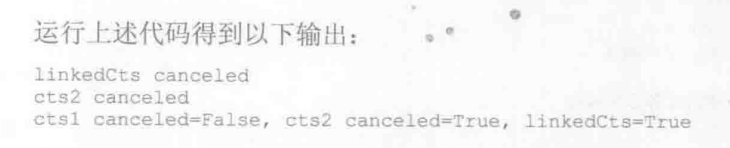 运行上述代码得到以下输出：
linkedCts canceled
cts2 canceled
cts1 canceled=False, cts2 canceled=True, linkedCts=True